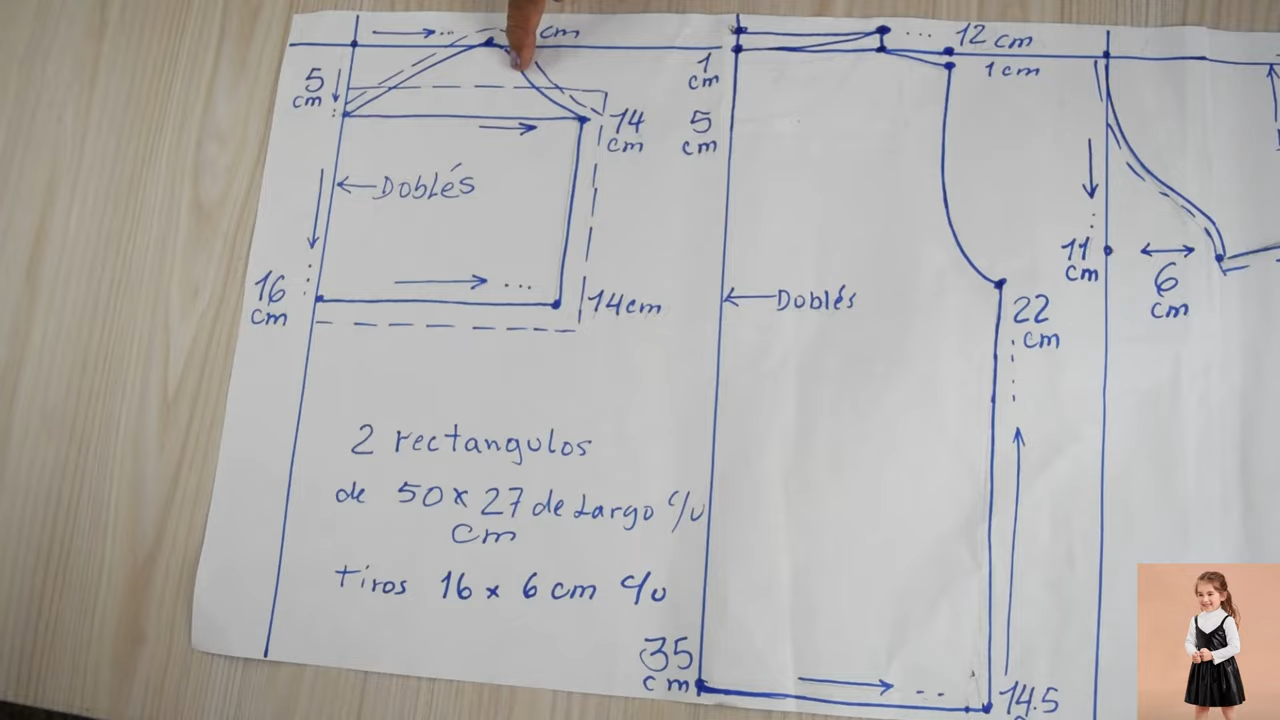 cm
5
cm
14
cm
Doblés
16
cm
14cm
2 rectangulos
de 50 x 27 de Largo c/u
cm
tiros 16 x 6 cm c/u
1
cm
5
cm
12 cm
1 cm
Doblés
22
cm
35
cm
14.5
11
cm
6
cm